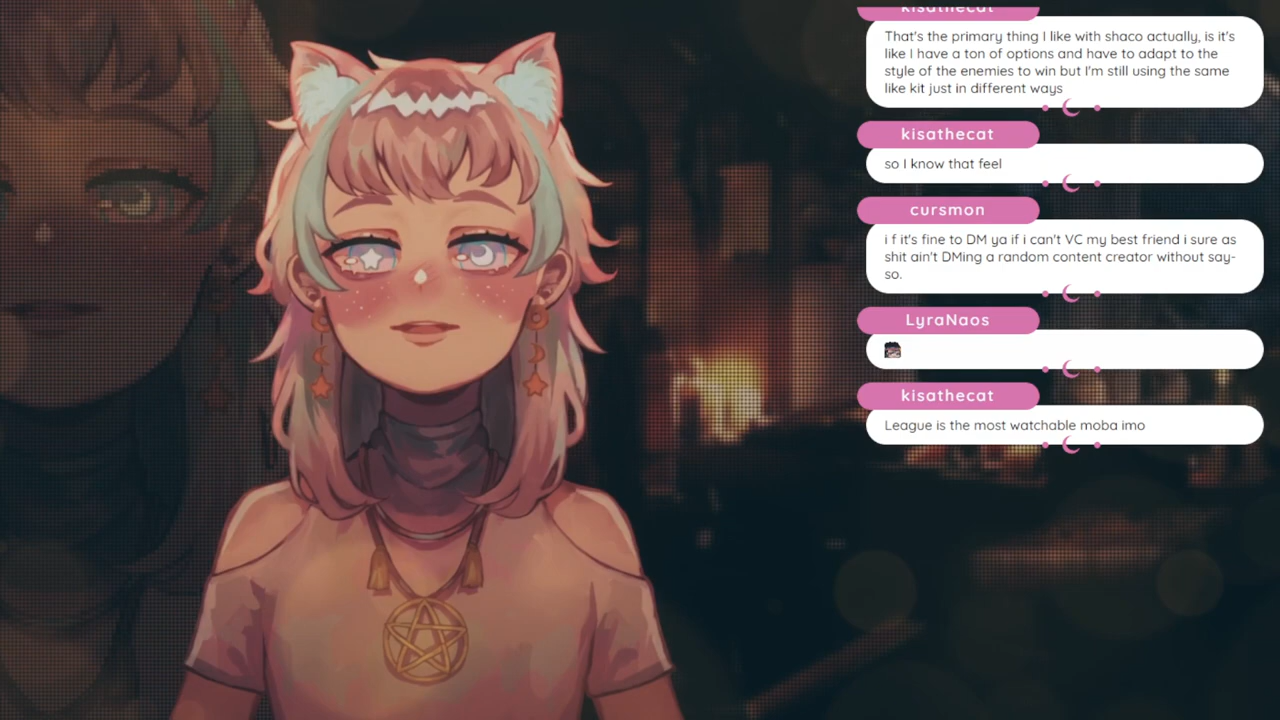 kisathecat
That's the primary thing I like with shaco actually, is it's
like I have a ton of options and have to adapt to the
style of the enemies to win but I'm still using the same
like kit just in different ways
kisathecat
so I know that feel
cursmon
i f it's fine to DM ya if i can't VC my best friend i sure as
shit ain't DMing a random content creator without say-
so.
LyraNaos
kisathecat
League is the most watchable moba imo